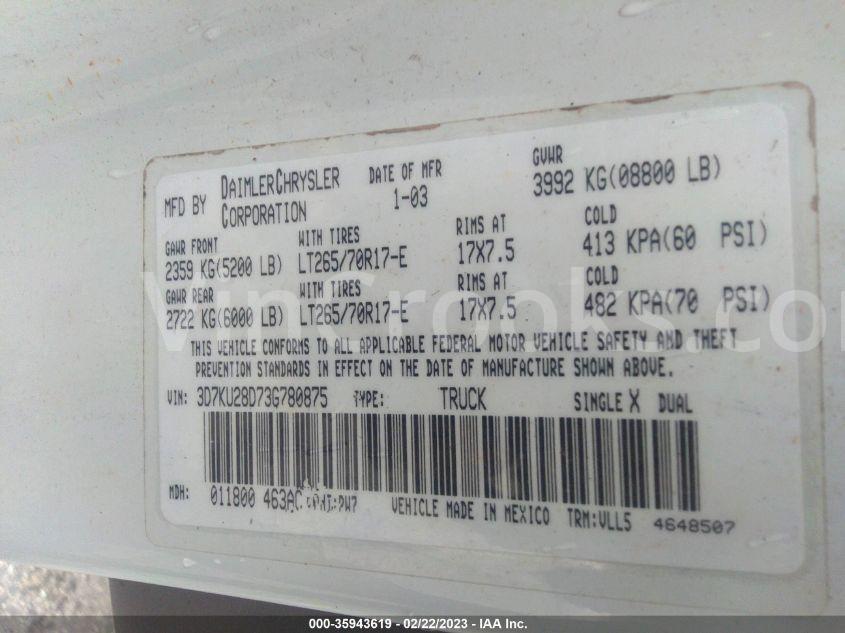 MFD BY DAIMLERCHRYSLER CORPORATION DATE OF MFR 1-03 GVWR 3992 KG(08800 LB)
GAWR FRONT WITH TIRES RIMS AT COLD
2359 KG(5200 LB) LT265/70R17-E 17X7.5 413 KPA(60 PSI)
GAWR REAR WITH TIRES RIMS AT COLD
2722 KG(6000 LB) LT265/70R17-E 17X7.5 482 KPA(70 PSI)
THIS VEHICLE CONFORMS TO ALL APPLICABLE FEDERAL MOTOR VEHICLE SAFETY AND THEFT
PREVENTION STANDARDS IN EFFECT ON THE DATE OF MANUFACTURE SHOWN ABOVE.
VIN: 3D7KU28D73G780875 TYPE: TRUCK SINGLE X DUAL
MDH: 011800 463AC VEHICLE MADE IN MEXICO TRM:VLL5 4648507
VinCrooks.com
000-35943619 - 02/22/2023 - IAA Inc.